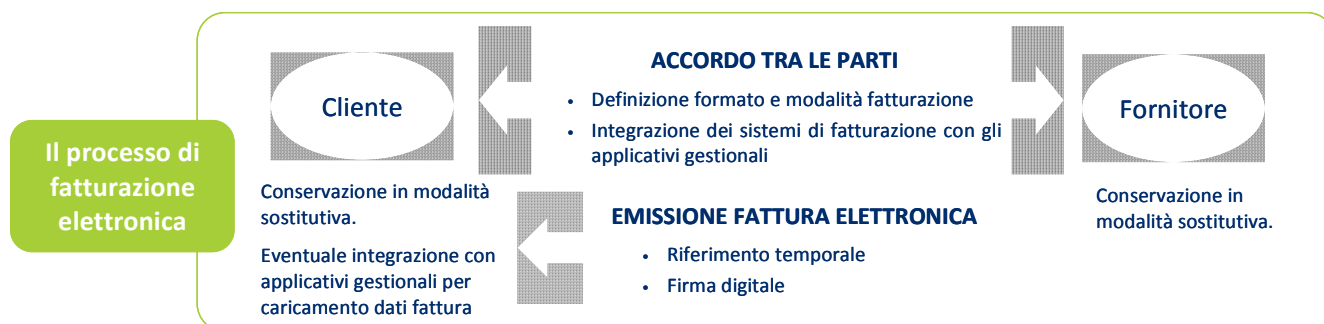 Il processo di
fatturazione
elettronica
Cliente
Conservazione in modalità
sostitutiva.
Eventuale integrazione con
applicativi gestionali per
caricamento dati fattura
ACCORDO TRA LE PARTI
• Definizione formato e modalità fatturazione
• Integrazione dei sistemi di fatturazione con gli
applicativi gestionali
EMISSIONE FATTURA ELETTRONICA
• Riferimento temporale
• Firma digitale
Fornitore
Conservazione in
modalità sostitutiva.